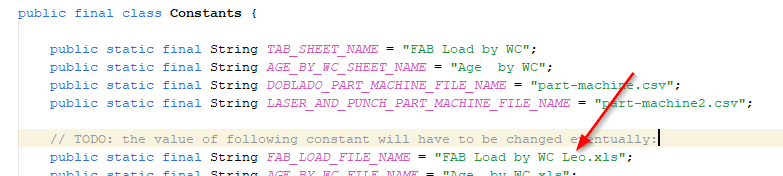 public final class Constants {
public static final String TAB_SHEET_NAME = "FAB Load by WC";
public static final String AGE_BY_WC_SHEET_NAME = "Age  by WC";
public static final String DOBLADO_PART_MACHINE_FILE_NAME = "part-machine.csv";
public static final String LASER_AND_PUNCH_PART_MACHINE_FILE_NAME = "part-machine2.csv";
// TODO: the value of following constant will have to be changed eventually:
public static final String FAB_LOAD_FILE_NAME = "FAB Load by WC Leo.xls";
public static final String AGE_BY_WC_FILE_NAME = "Age  by WC.xls";